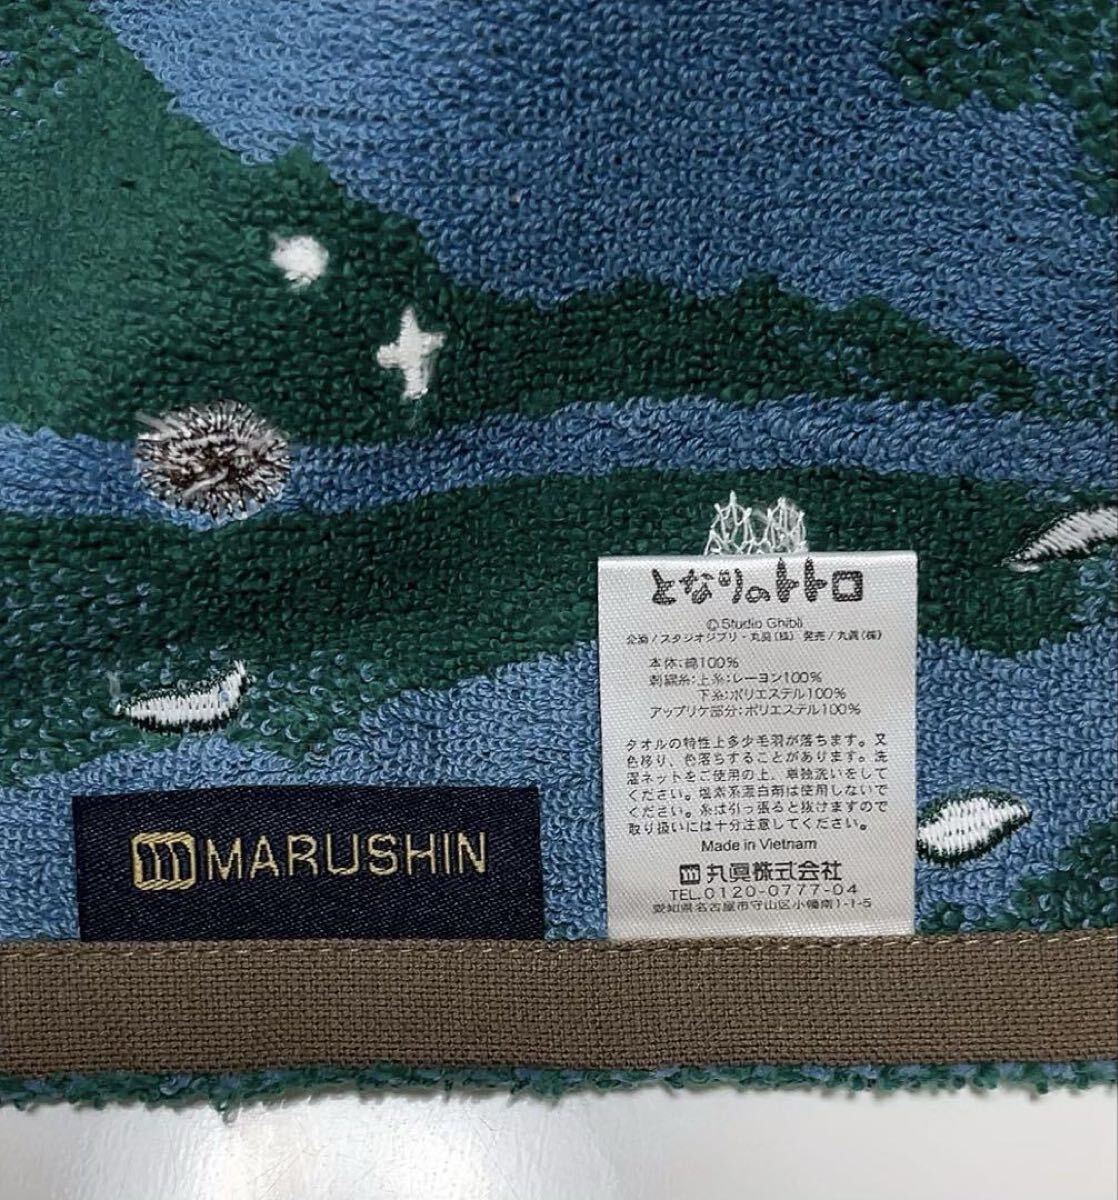 となりのトトロ
© Studio Ghibli
企画/スタジオジブリ・丸眞(株) 発売/丸眞(株)
本体:綿100%
刺繍糸:上糸:レーヨン100%
下糸:ポリエステル100%
アップリケ部分:ポリエステル100%
タオルの特性上多少毛羽が落ちます。又
色移り、色落ちすることがあります。洗
濯ネットをご使用の上、単独洗いをして
ください。塩素系漂白剤は使用しないで
ください。糸は引っ張ると抜けますので
取り扱いには十分注意してください。
Made in Vietnam
丸眞株式会社
TEL.0120-0777-04
愛知県名古屋市守山区小幡南1-1-5
MARUSHIN